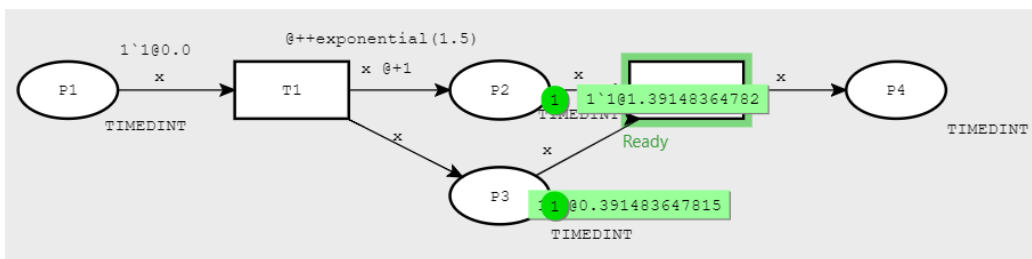 1`1@0.0
@++exponential(1.5)
x
x @+1
x
x
P1
T1
P2
1
1`1@1.39148364782
P4
TIMEDINT
TIMEDINT
TIMEDINT
x
x
Ready
P3
1
@0.391483647815
TIMEDINT